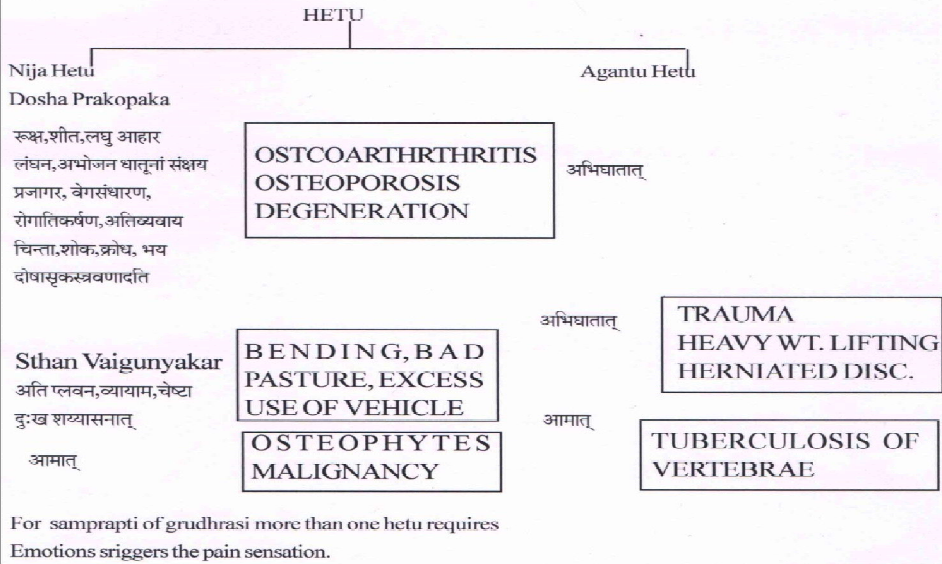 HETU
Nija Hetu
Agantu Hetu
Dosha Prakopaka
रूक्ष,शीत,लघु आहार
लंघन,अभोजन धातूनां संक्षय
प्रजागर, वेगसंधारण,
रोगातिकर्षण,अतिव्यवाय
चिन्ता,शोक,क्रोध, भय
दोषासृकस्त्रवणादति
OSTCOARTHRTHRITIS
OSTEOPOROSIS
DEGENERATION
अभिघातात्
Sthan Vaigunyakar
अति प्लवन,व्यायाम,चेष्टा
दुःख शय्यासनात्
आमात्
BENDING, BAD
PASTURE, EXCESS
USE OF VEHICLE
OSTEOPHYTES
MALIGNANCY
अभिघातात्
TRAUMA
HEAVY WT. LIFTING
HERNIATED DISC.
आमात्
TUBERCULOSIS OF
VERTEBRAE
For samprapti of grudhrasi more than one hetu requires
Emotions sriggers the pain sensation.